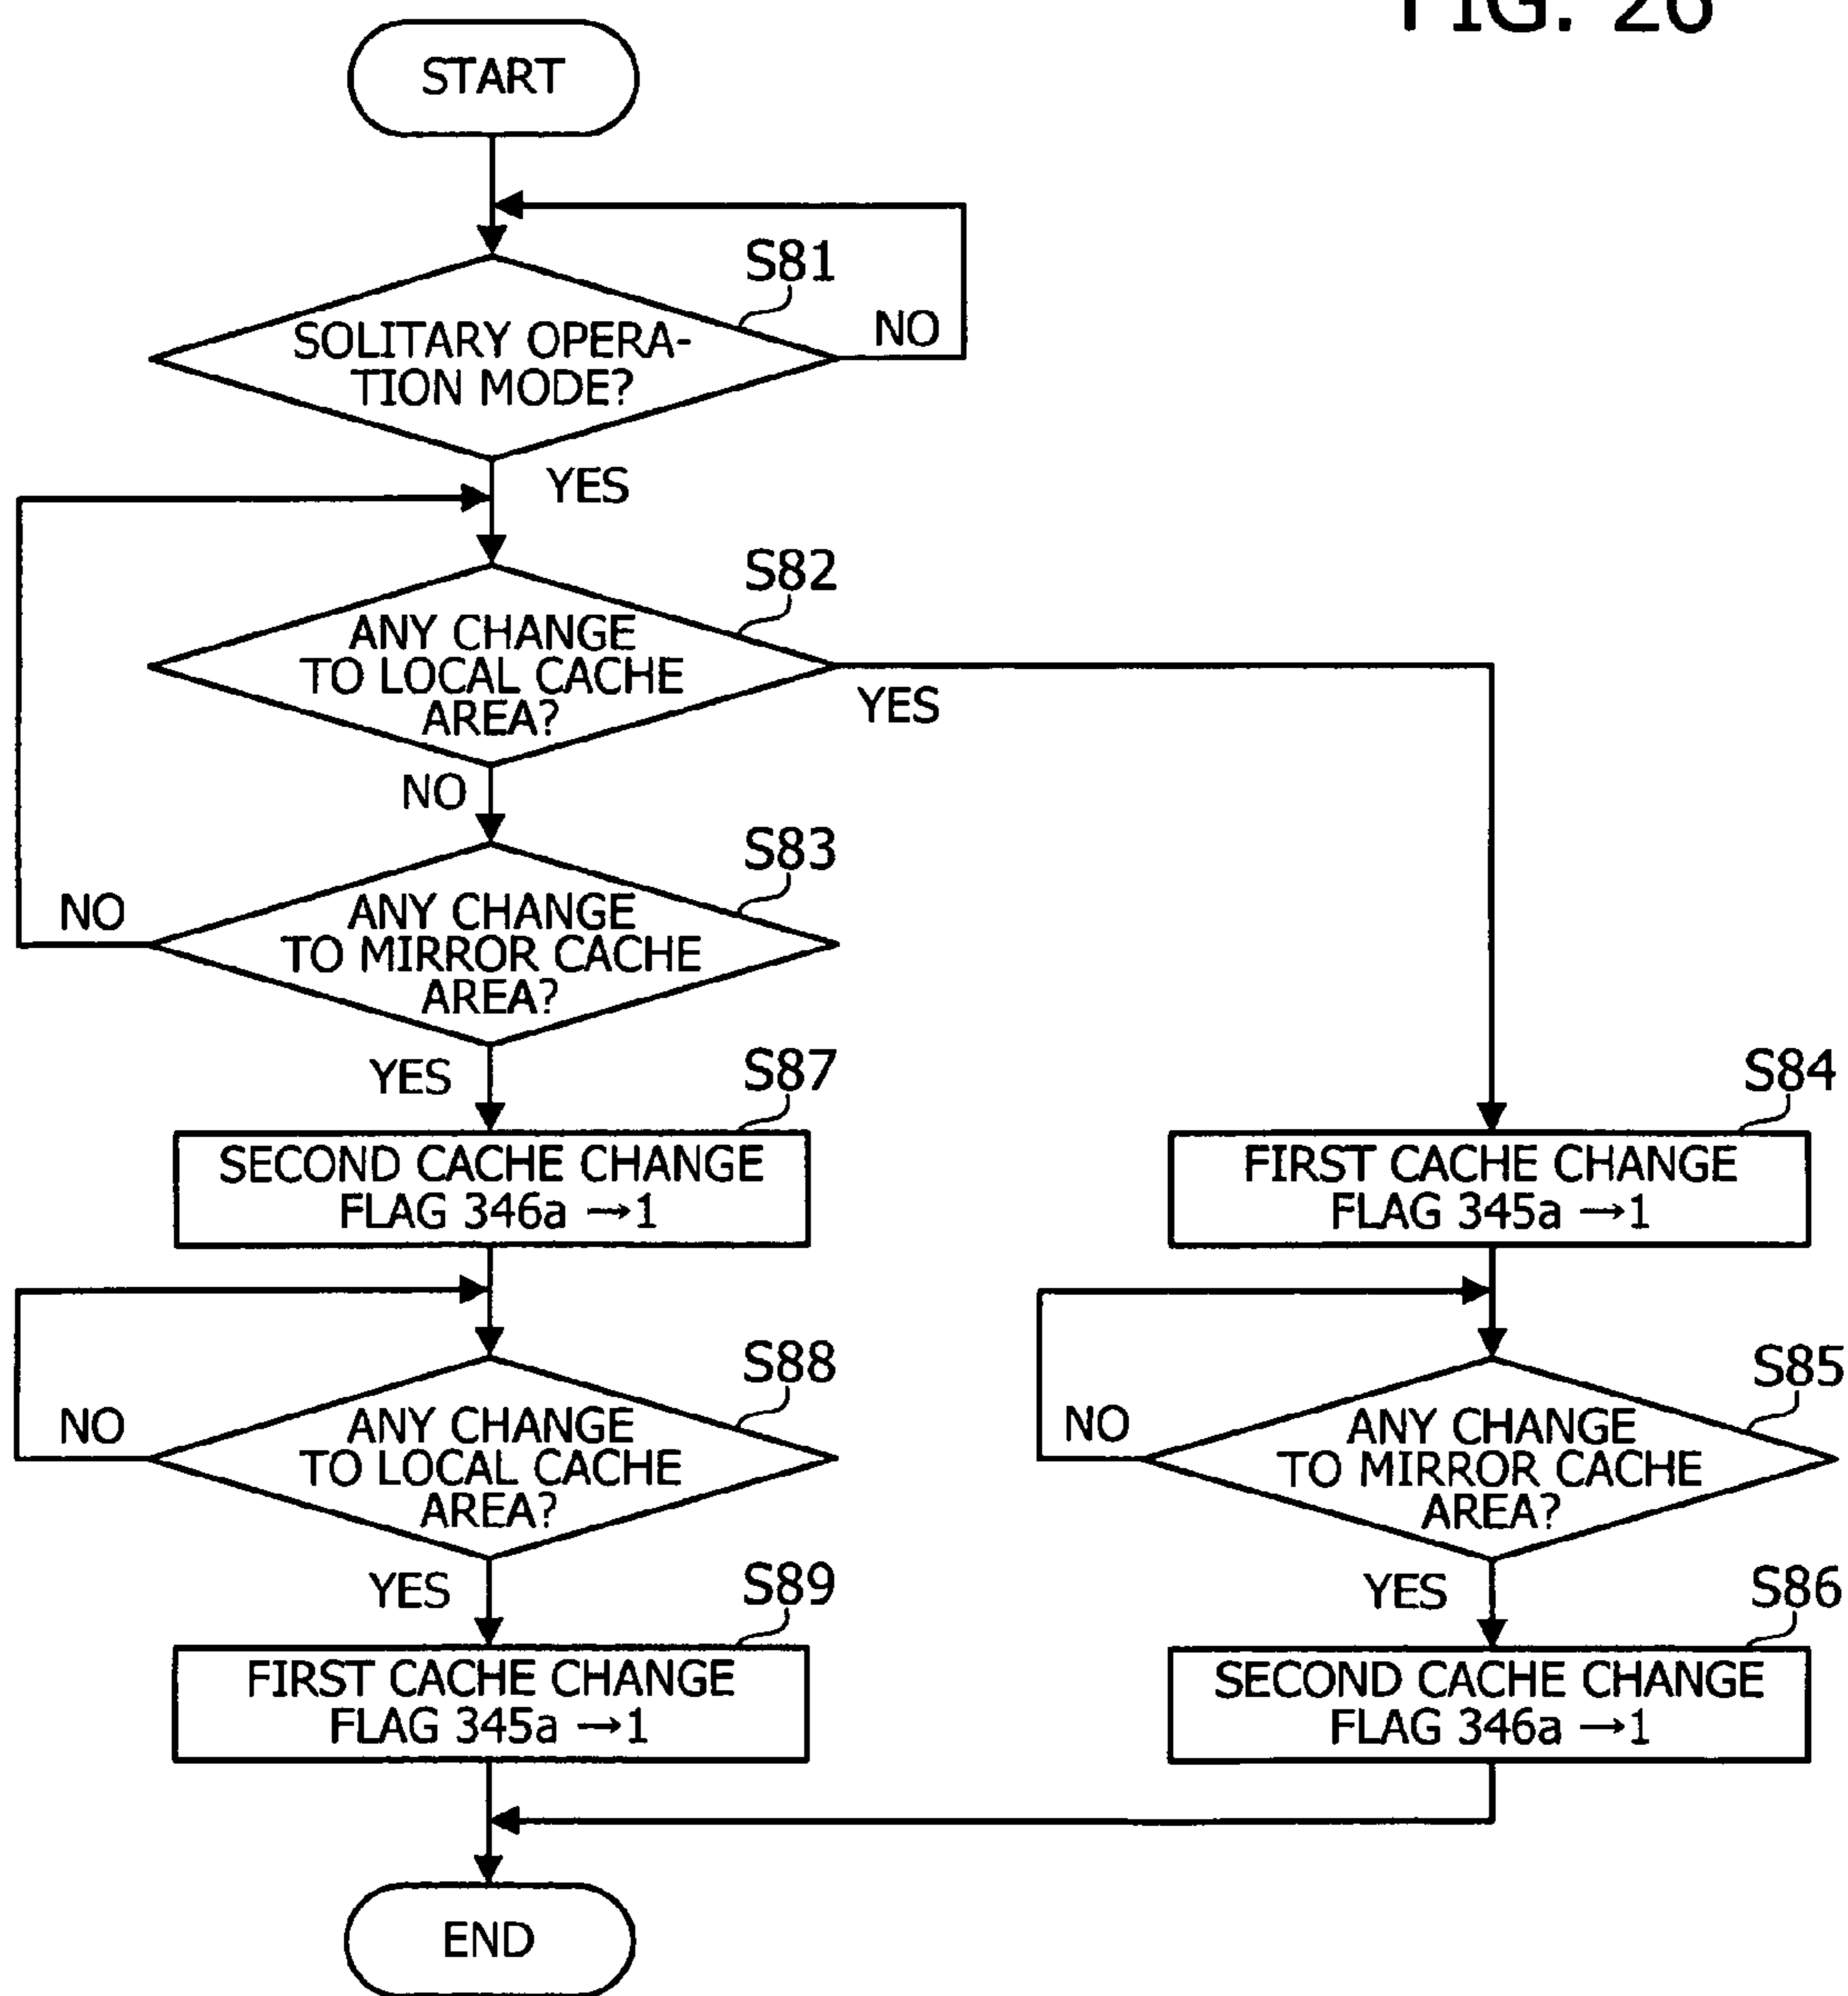 FIG. 26
START
S81
SOLITARY OPERA-
TION MODE?
NO
YES
S82
ANY CHANGE
TO LOCAL CACHE
AREA?
YES
NO
S83
ANY CHANGE
TO MIRROR CACHE
AREA?
NO
YES
S87
SECOND CACHE CHANGE
FLAG 346a →1
S84
FIRST CACHE CHANGE
FLAG 345a →1
S88
ANY CHANGE
TO LOCAL CACHE
AREA?
NO
YES
S85
ANY CHANGE
TO MIRROR CACHE
AREA?
NO
YES
S89
FIRST CACHE CHANGE
FLAG 345a →1
S86
SECOND CACHE CHANGE
FLAG 346a →1
END